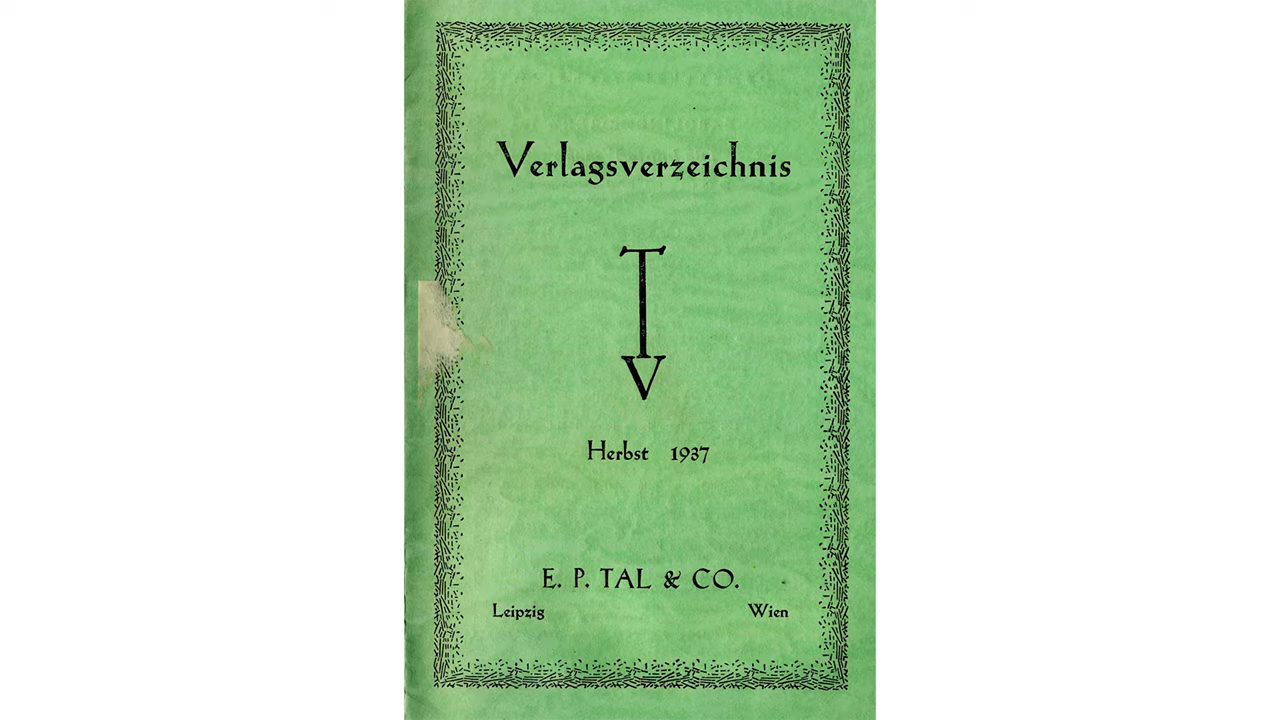 Verlagsverzeichnis
T
V
Herbst 1937
E. P. TAL & CO.
Leipzig Wien